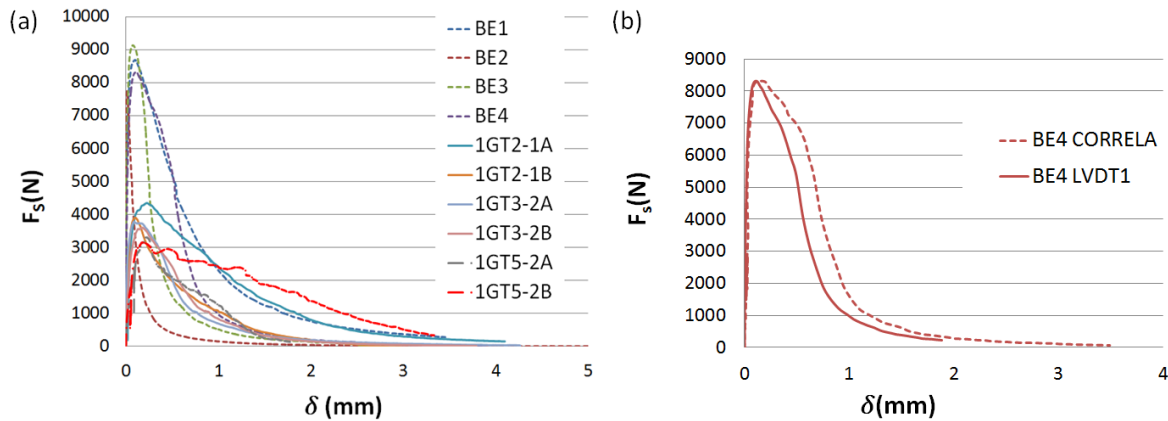 (a)
10000
9000
8000
7000
6000
5000
4000
3000
2000
1000
0
Fₛ(N)
0 1 2 3 4 5
δ (mm)
BE1
BE2
BE3
BE4
1GT2-1A
1GT2-1B
1GT3-2A
1GT3-2B
1GT5-2A
1GT5-2B
(b)
9000
8000
7000
6000
5000
4000
3000
2000
1000
0
Fₛ(N)
0 1 2 3 4
δ(mm)
BE4 CORRELA
BE4 LVDT1